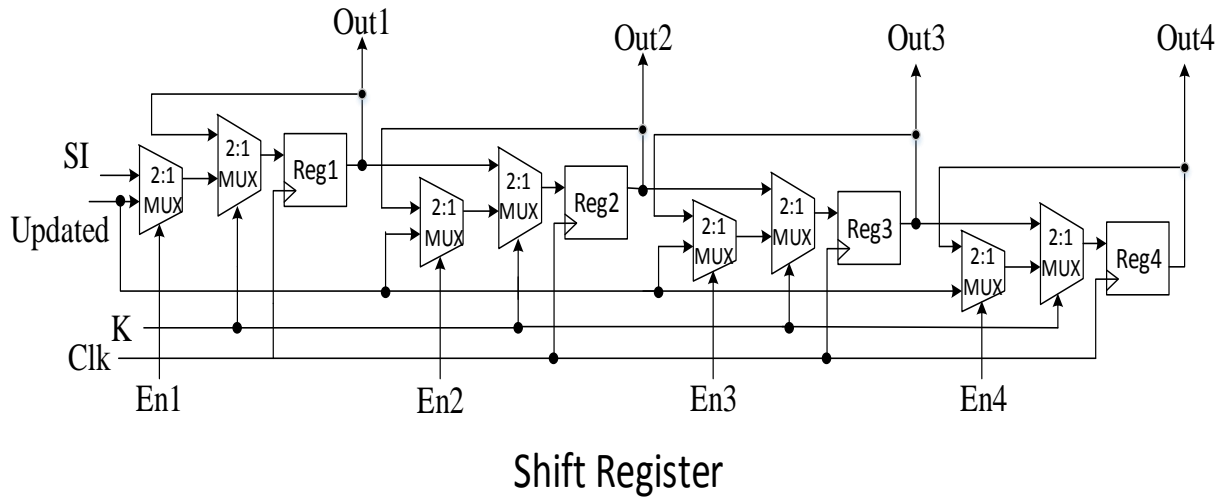 Out1
Out2
Out3
Out4
SI
Updated
2:1
MUX
2:1
MUX
Reg1
2:1
MUX
2:1
MUX
Reg2
2:1
MUX
2:1
MUX
Reg3
2:1
MUX
2:1
MUX
Reg4
K
Clk
En1
En2
En3
En4
Shift Register